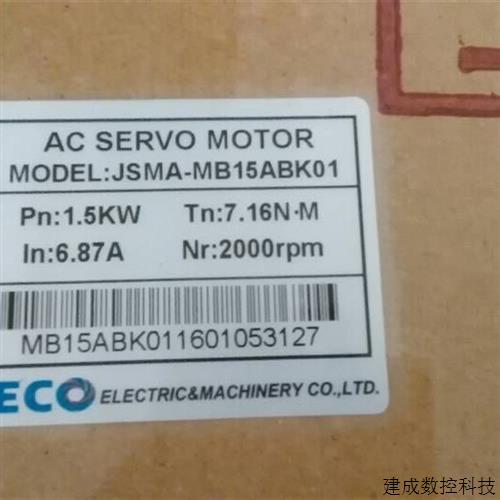 AC SERVO MOTOR
MODEL:JSMA-MB15ABK01
Pn:1.5KW Tn:7.16N·M
In:6.87A Nr:2000rpm
MB15ABK011601053127
ECO ELECTRIC&MACHINERY CO.,LTD.
建成数控科技